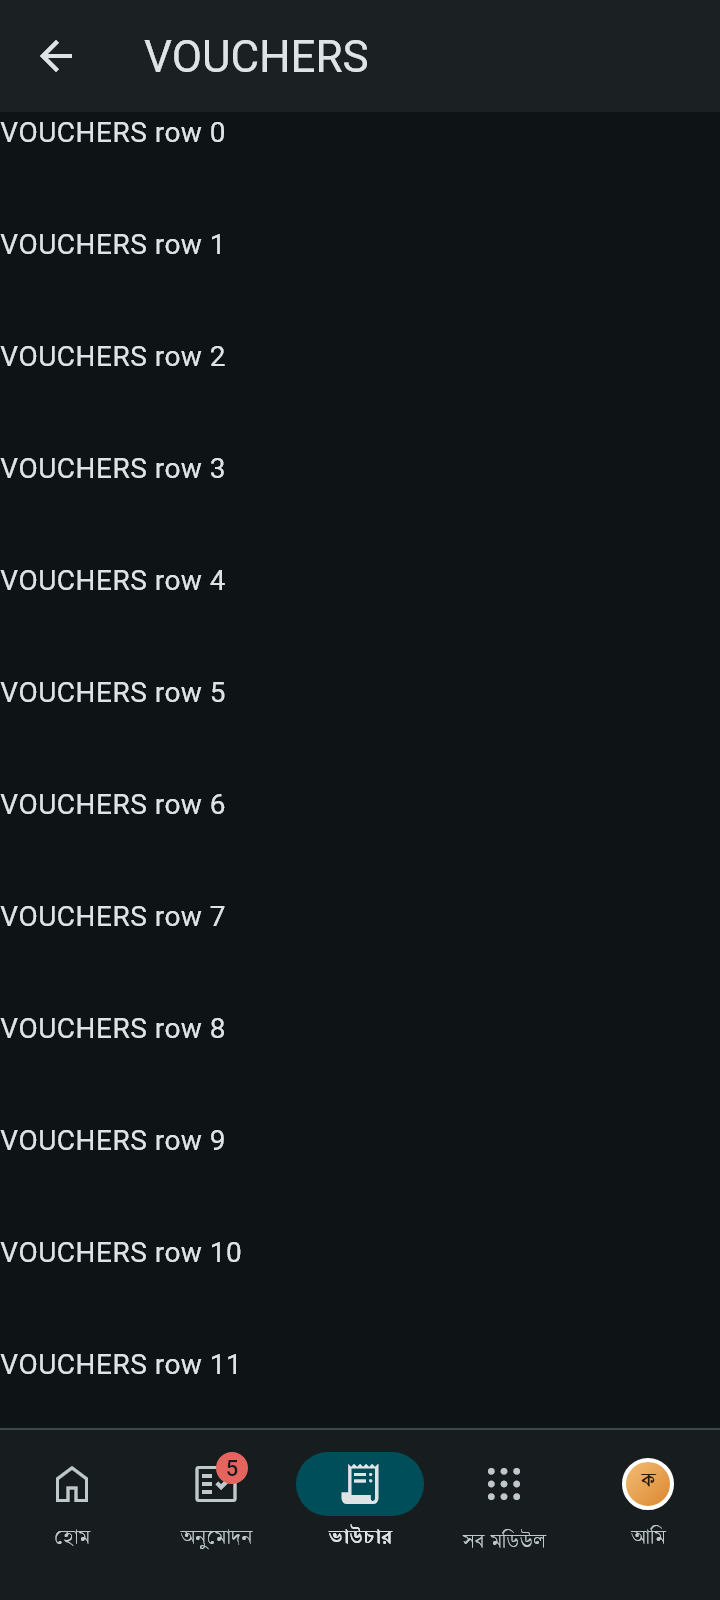 VOUCHERS
VOUCHERS row 0
VOUCHERS row 1
VOUCHERS row 2
VOUCHERS row 3
VOUCHERS row 4
VOUCHERS row 5
VOUCHERS row 6
VOUCHERS row 7
VOUCHERS row 8
VOUCHERS row 9
VOUCHERS row 10
VOUCHERS row 11
5
ক
হোম অনুমোদন ভাউচার সব মডিউল আমি